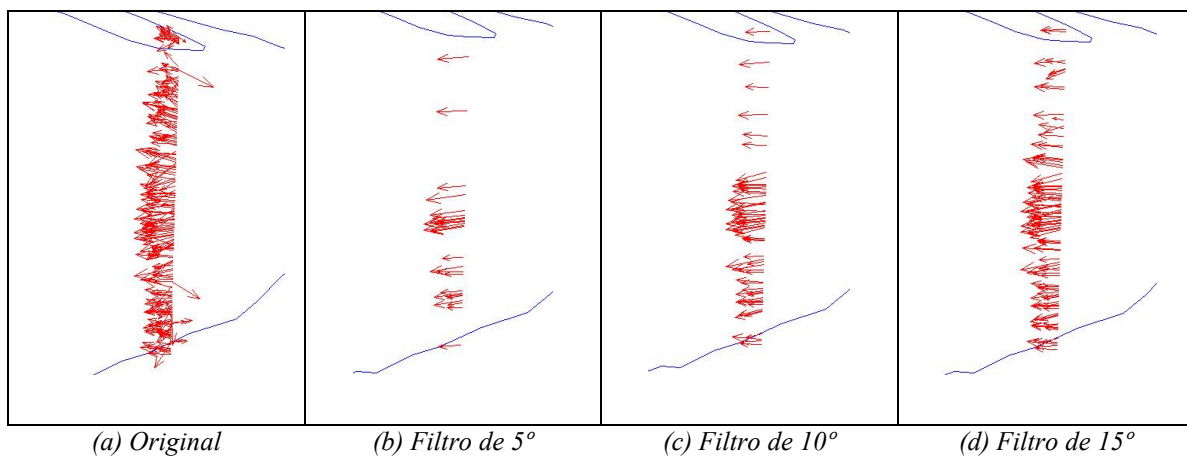 (a) Original
(b) Filtro de 5º
(c) Filtro de 10º
(d) Filtro de 15º